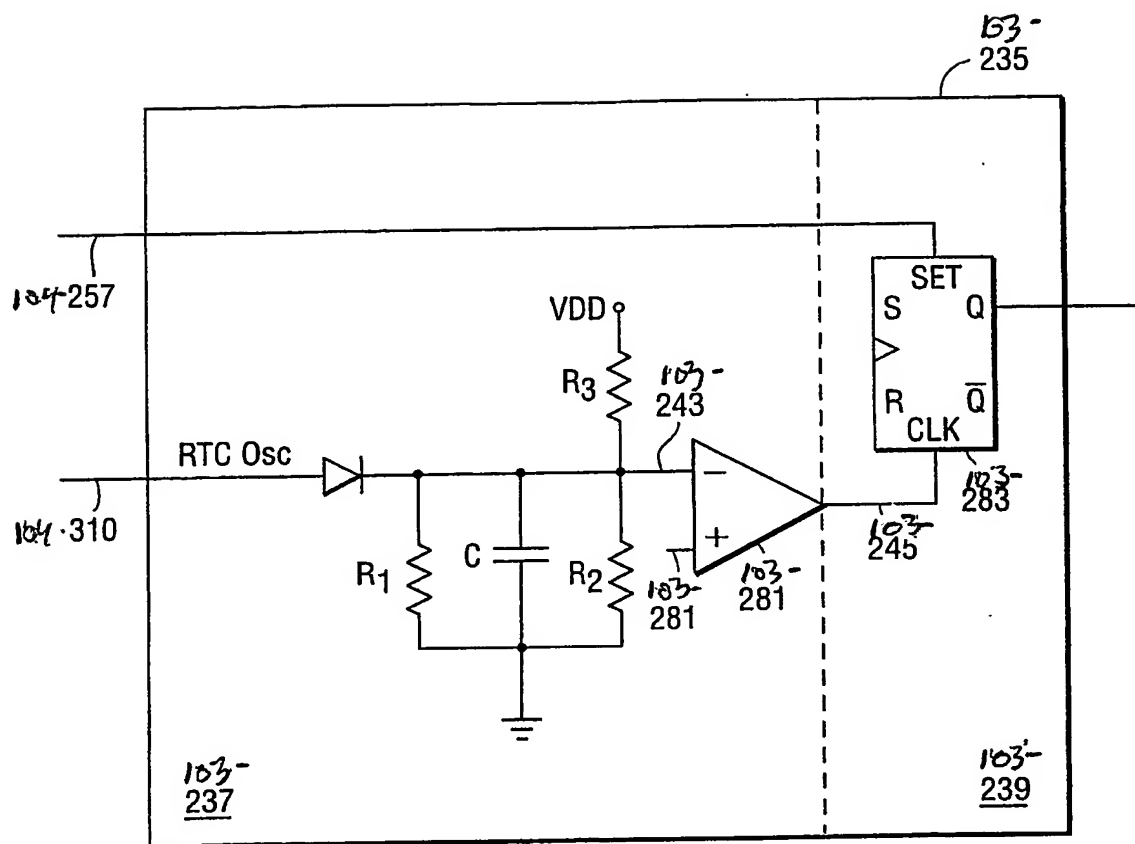 103-
235
104-257
SET
S Q
R Q̅
CLK
103-
283
VDD
R3
103-
243
RTC Osc
104-310
−
+
R1
C
R2
103-
281
103-
281
103-
245
103-
237
103-
239